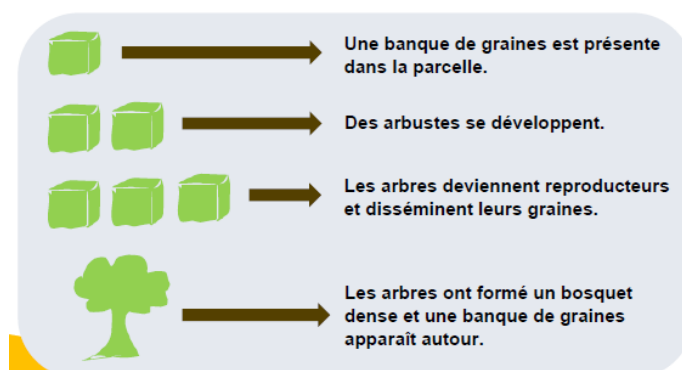 Une banque de graines est présente
dans la parcelle.
Des arbustes se développent.
Les arbres deviennent reproducteurs
et disséminent leurs graines.
Les arbres ont formé un bosquet
dense et une banque de graines
apparaît autour.